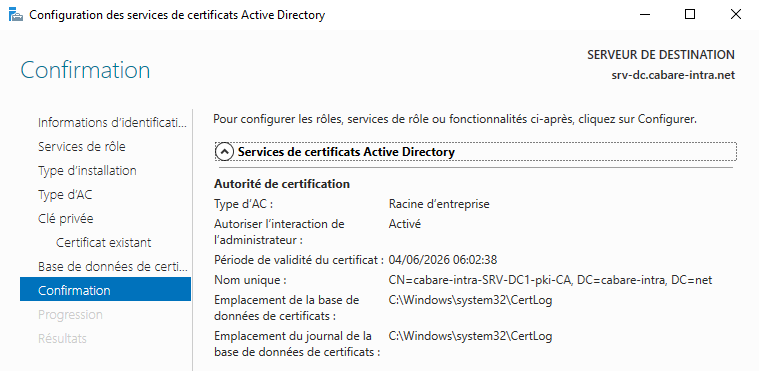 Configuration des services de certificats Active Directory
Confirmation
SERVEUR DE DESTINATION
srv-dc.cabare-intra.net
Informations d'identificati...
Services de rôle
Type d'installation
Type d'AC
Clé privée
Certificat existant
Base de données de certi...
Confirmation
Progression
Résultats
Pour configurer les rôles, services de rôle ou fonctionnalités ci-après, cliquez sur Configurer.
Services de certificats Active Directory
Autorité de certification
Type d'AC : Racine d'entreprise
Autoriser l'interaction de Activé
l'administrateur :
Période de validité du certificat : 04/06/2026 06:02:38
Nom unique : CN=cabare-intra-SRV-DC1-pki-CA, DC=cabare-intra, DC=net
Emplacement de la base de C:\Windows\system32\CertLog
données de certificats :
Emplacement du journal de la C:\Windows\system32\CertLog
base de données de certificats :